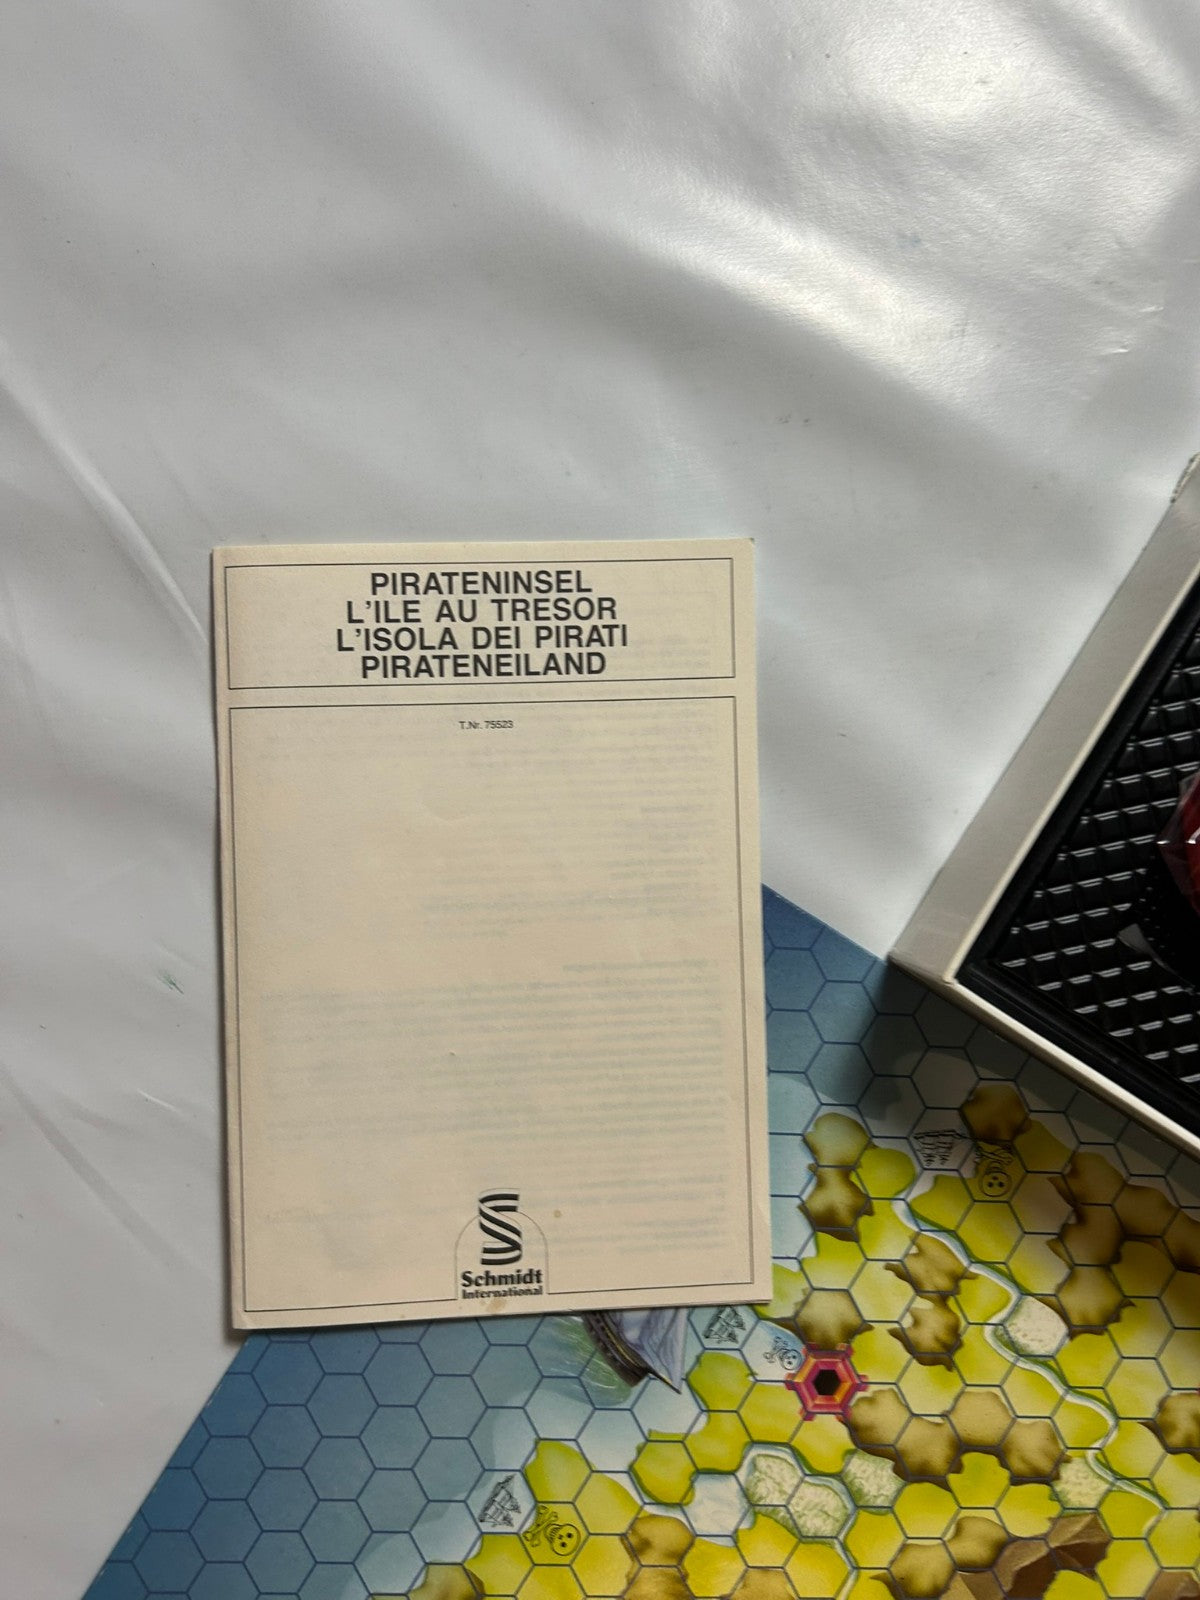 PIRATENINSEL
L'ILE AU TRESOR
L'ISOLA DEI PIRATI
PIRATENEILAND
T.Nr. 75523
Schmidt
International